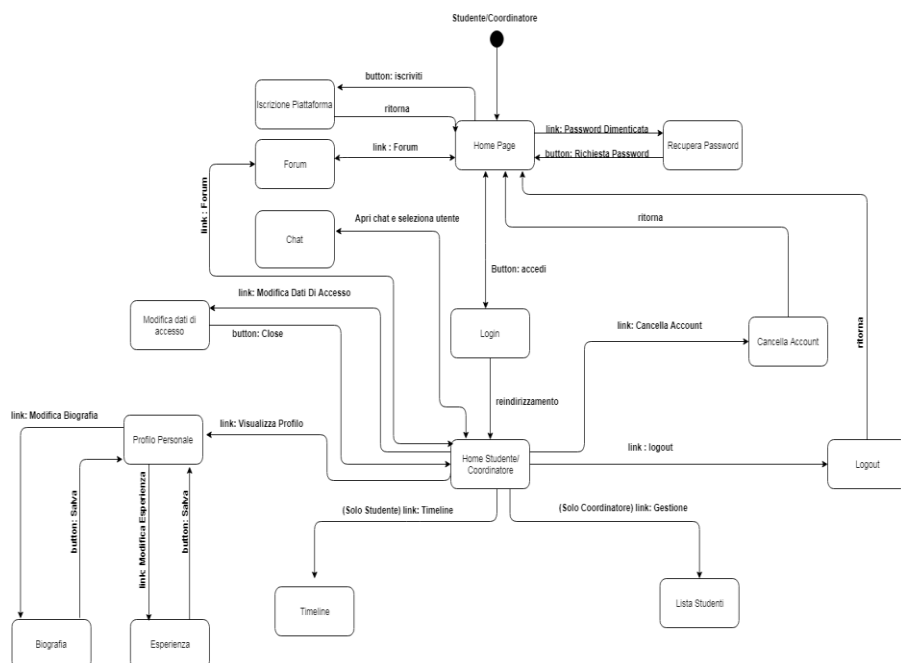 Studente/Coordinatore
button: iscriviti
Iscrizione Piattaforma
ritorna
Home Page
link: Password Dimenticata
Recupera Password
button: Richiesta Password
link : Forum
Forum
link : Forum
Apri chat e seleziona utente
Chat
ritorna
Button: accedi
link: Modifica Dati Di Accesso
Modifica dati di
accesso
button: Close
Login
link: Cancella Account
Cancella Account
ritorna
reindirizzamento
link: Modifica Biografia
Profilo Personale
link: Visualizza Profilo
Home Studente/
Coordinatore
link : logout
Logout
button: Salva
link: Modifica Esperienza
button: Salva
(Solo Studente) link: Timeline
(Solo Coordinatore) link: Gestione
Timeline
Lista Studenti
Biografia
Esperienza